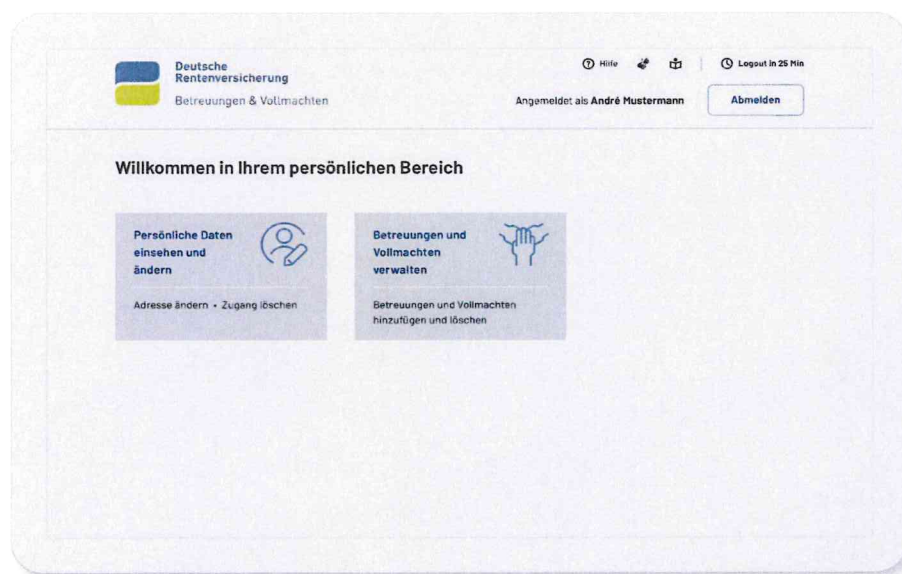 Deutsche
Rentenversicherung
Betreuungen & Vollmachten
Hilfe
Logout in 25 Min
Angemeldet als André Mustermann
Abmelden
Willkommen in Ihrem persönlichen Bereich
Persönliche Daten
einsehen und
ändern
Adresse ändern • Zugang löschen
Betreuungen und
Vollmachten
verwalten
Betreuungen und Vollmachten
hinzufügen und löschen